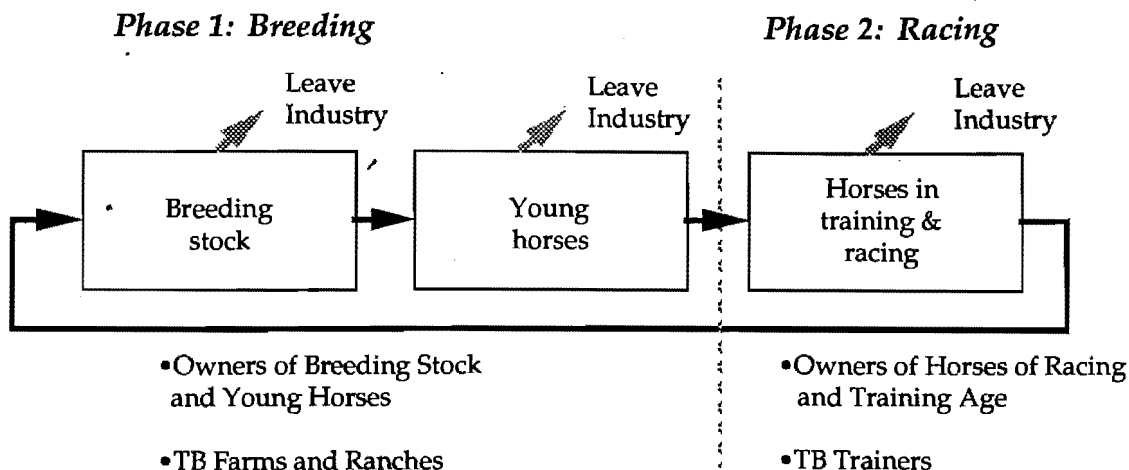 Phase 1: Breeding
Phase 2: Racing
Leave
Industry
Leave
Industry
Leave
Industry
Breeding
stock
Young
horses
Horses in
training &
racing
•Owners of Breeding Stock
and Young Horses
•TB Farms and Ranches
•Owners of Horses of Racing
and Training Age
•TB Trainers